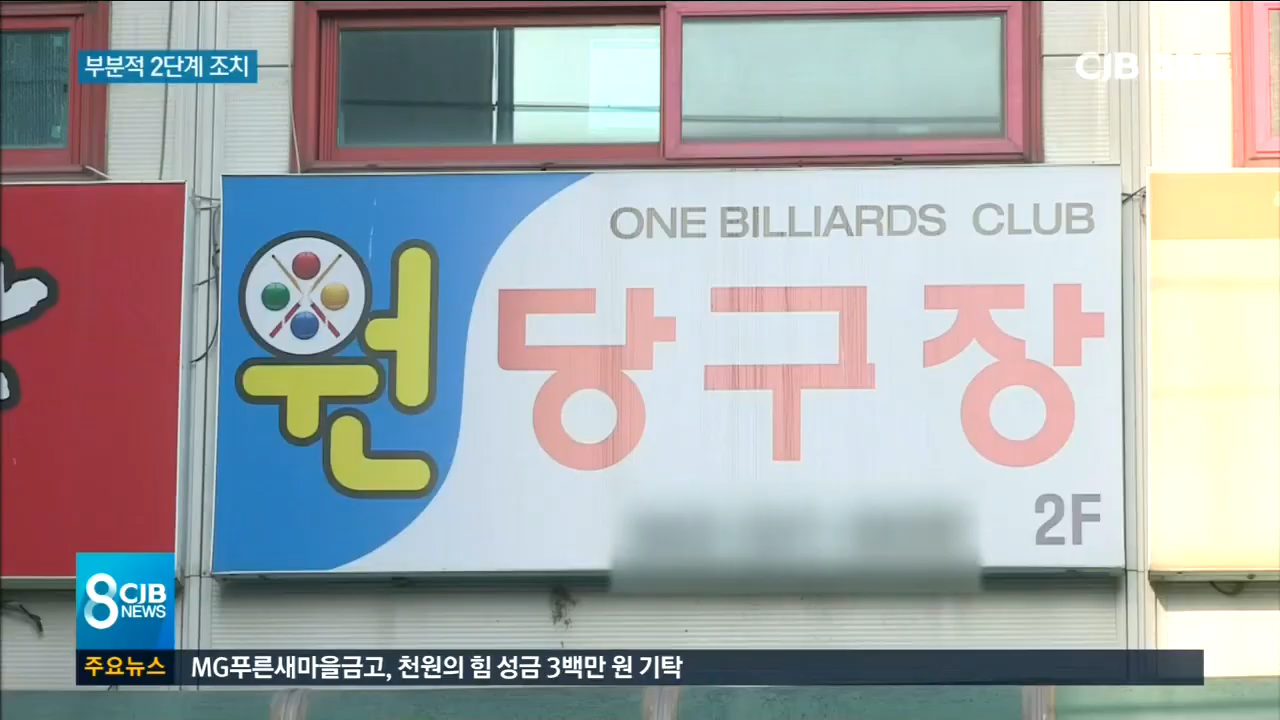 부분적 2단계 조치
CJB
ONE BILLIARDS CLUB
원 당구장
2F
8 CJB NEWS
주요뉴스 MG푸른새마을금고, 천원의 힘 성금 3백만 원 기탁